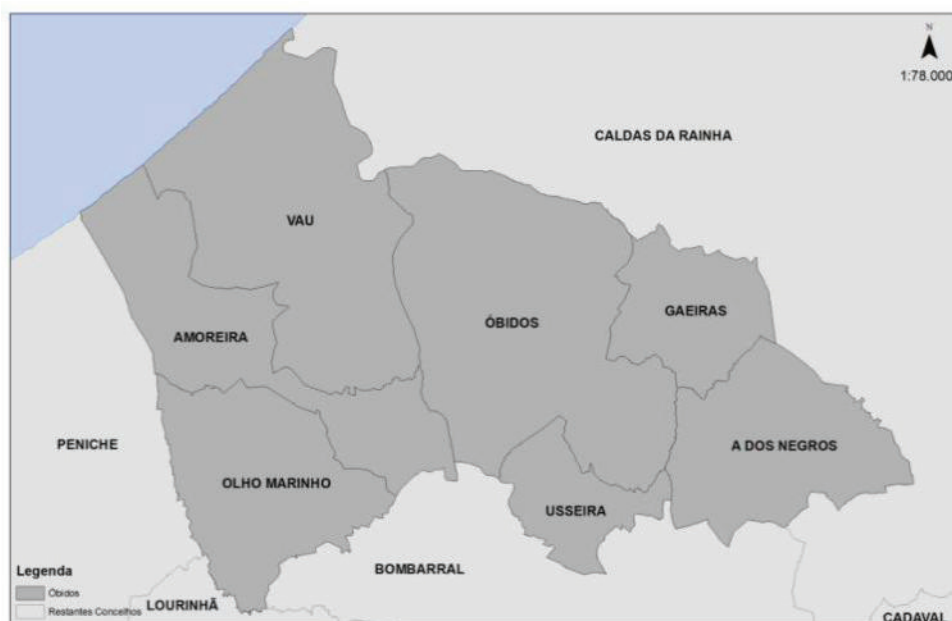 N
1:78.000
CALDAS DA RAINHA
VAU
GAEIRAS
ÓBIDOS
AMOREIRA
PENICHE
A DOS NEGROS
OLHO MARINHO
USSEIRA
BOMBARRAL
Legenda
Óbidos
Restantes Concelhos
LOURINHÃ
CADAVAL